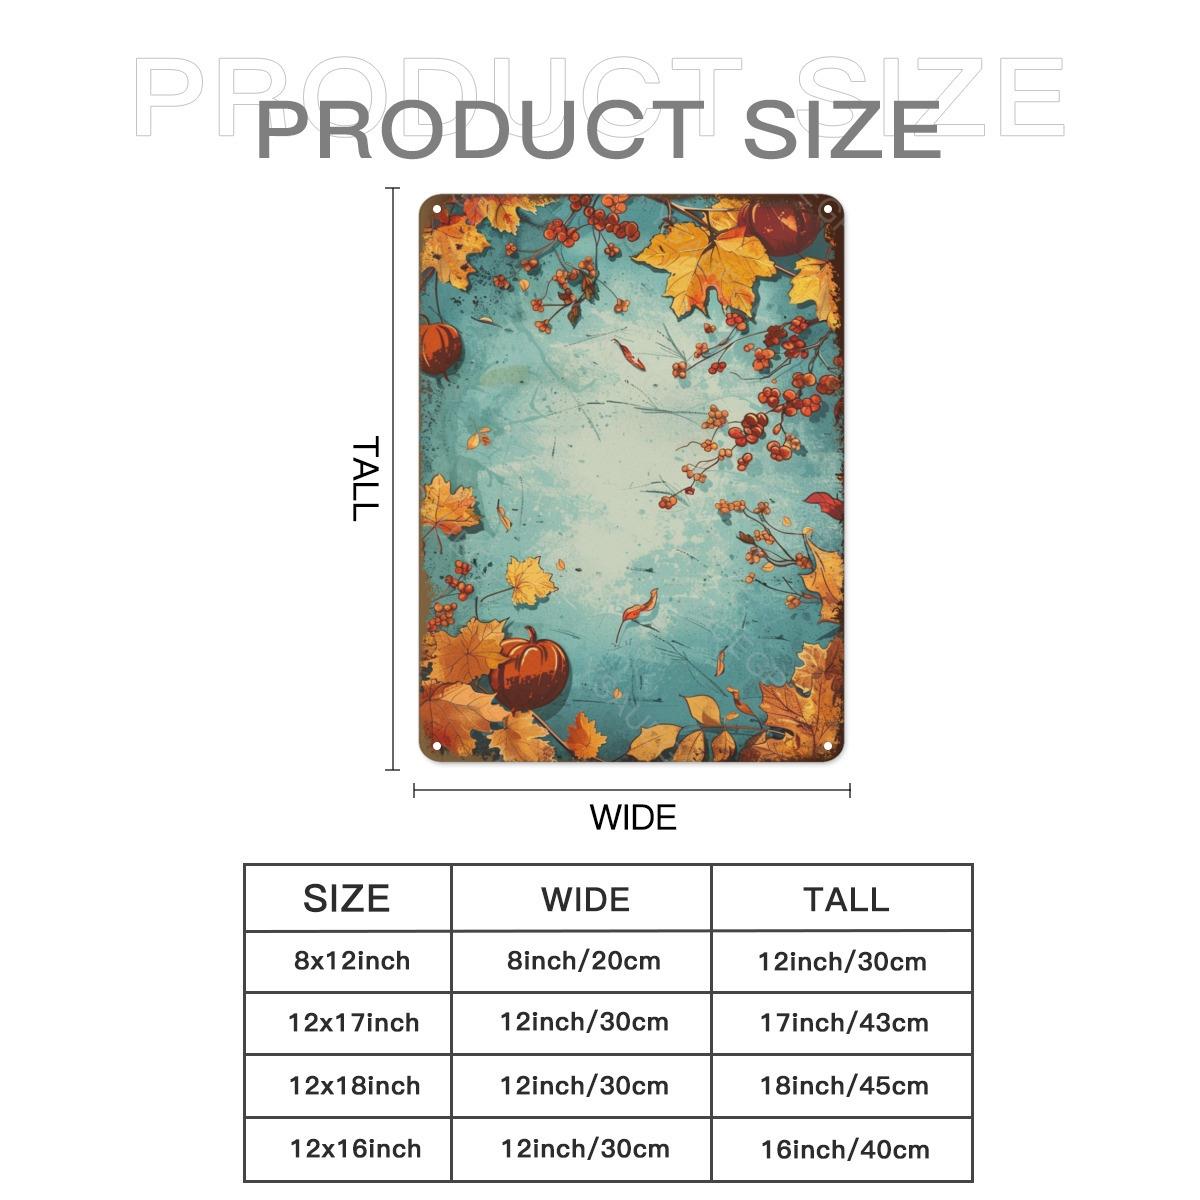 PRODUCT SIZE
PRODUCT SIZE
TALL
WIDE
SIZE WIDE TALL
8x12inch 8inch/20cm 12inch/30cm
12x17inch 12inch/30cm 17inch/43cm
12x18inch 12inch/30cm 18inch/45cm
12x16inch 12inch/30cm 16inch/40cm